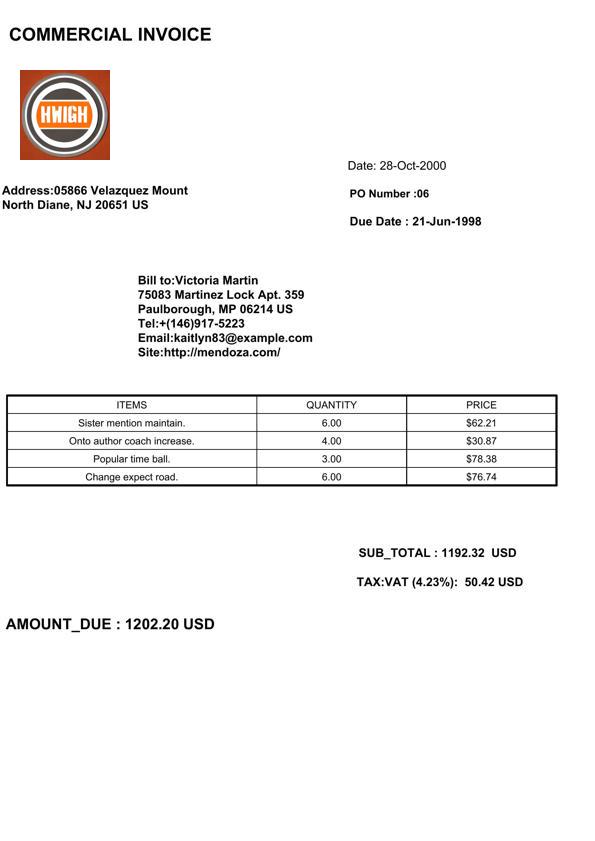 COMMERCIAL INVOICE
HWIGH
Date: 28-Oct-2000
Address:05866 Velazquez Mount
North Diane, NJ 20651 US
PO Number :06
Due Date : 21-Jun-1998
Bill to:Victoria Martin
75083 Martinez Lock Apt. 359
Paulborough, MP 06214 US
Tel:+(146)917-5223
Email:kaitlyn83@example.com
Site:http://mendoza.com/
ITEMS QUANTITY PRICE
Sister mention maintain. 6.00 $62.21
Onto author coach increase. 4.00 $30.87
Popular time ball. 3.00 $78.38
Change expect road. 6.00 $76.74
SUB_TOTAL : 1192.32 USD
TAX:VAT (4.23%): 50.42 USD
AMOUNT_DUE : 1202.20 USD